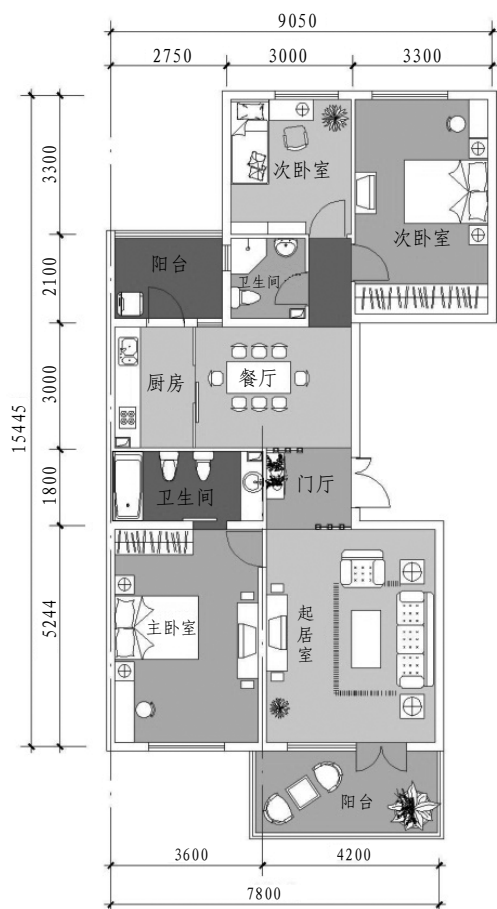 9050
2750 3000 3300
3300
2100
3000
1800
5244
15445
次卧室
次卧室
阳台
卫生间
厨房
餐厅
卫生间
门厅
主卧室
起居室
阳台
3600 4200
7800